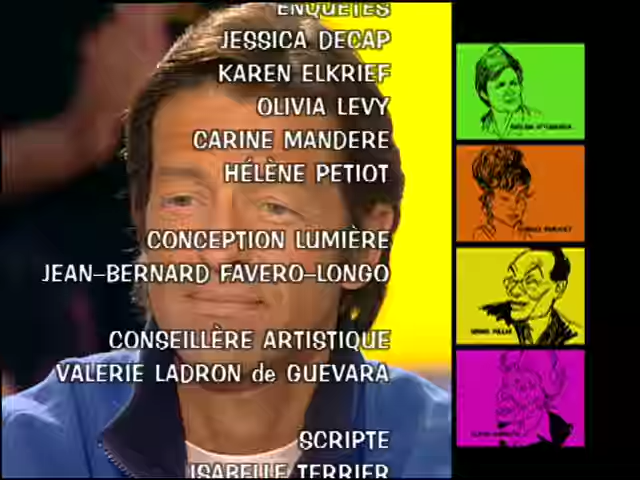 ENQUÊTES
JESSICA DECAP
KAREN ELKRIEF
OLIVIA LEVY
CARINE MANDERE
HÉLÈNE PETIOT
CONCEPTION LUMIÈRE
JEAN-BERNARD FAVERO-LONGO
CONSEILLÈRE ARTISTIQUE
VALERIE LADRON de GUEVARA
SCRIPTE
ISABELLE TERRIER